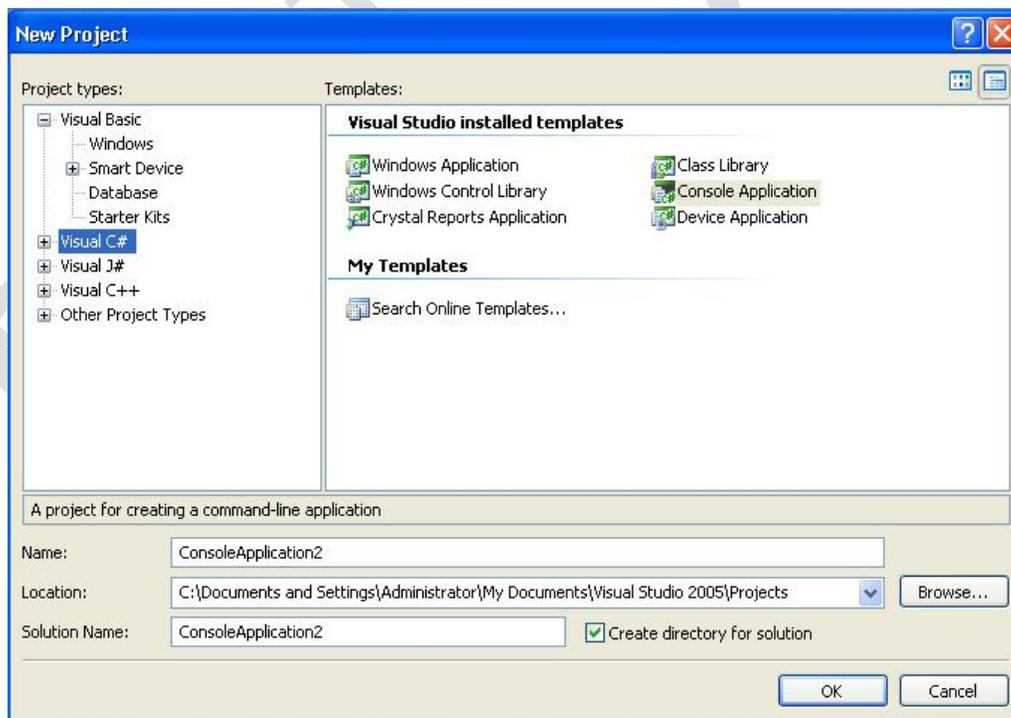 New Project
Project types:
Templates:
Visual Basic
Windows
Smart Device
Database
Starter Kits
Visual C#
Visual J#
Visual C++
Other Project Types
Visual Studio installed templates
Windows Application
Class Library
Windows Control Library
Console Application
Crystal Reports Application
Device Application
My Templates
Search Online Templates...
A project for creating a command-line application
Name: ConsoleApplication2
Location: C:\Documents and Settings\Administrator\My Documents\Visual Studio 2005\Projects Browse...
Solution Name: ConsoleApplication2 Create directory for solution
OK Cancel